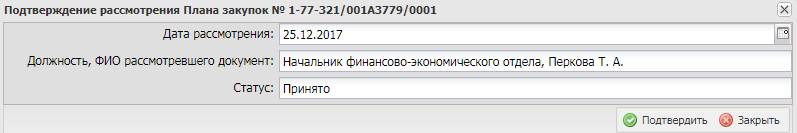 Подтверждение рассмотрения Плана закупок № 1-77-321/001А3779/0001
Дата рассмотрения: 25.12.2017
Должность, ФИО рассмотревшего документ: Начальник финансово-экономического отдела, Перкова Т. А.
Статус: Принято
Подтвердить Закрыть